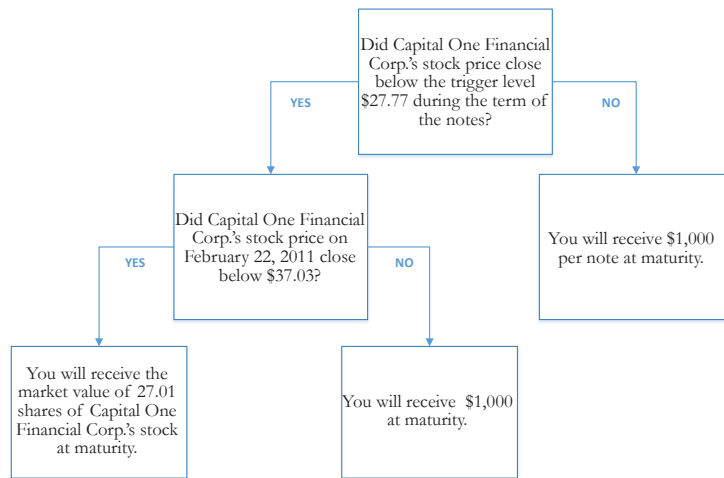 Did Capital One Financial
Corp.'s stock price close
below the trigger level
$27.77 during the term of
the notes?
YES
NO
Did Capital One Financial
Corp.'s stock price on
February 22, 2011 close
below $37.03?
You will receive $1,000
per note at maturity.
YES
NO
You will receive the
market value of 27.01
shares of Capital One
Financial Corp.'s stock
at maturity.
You will receive $1,000
at maturity.